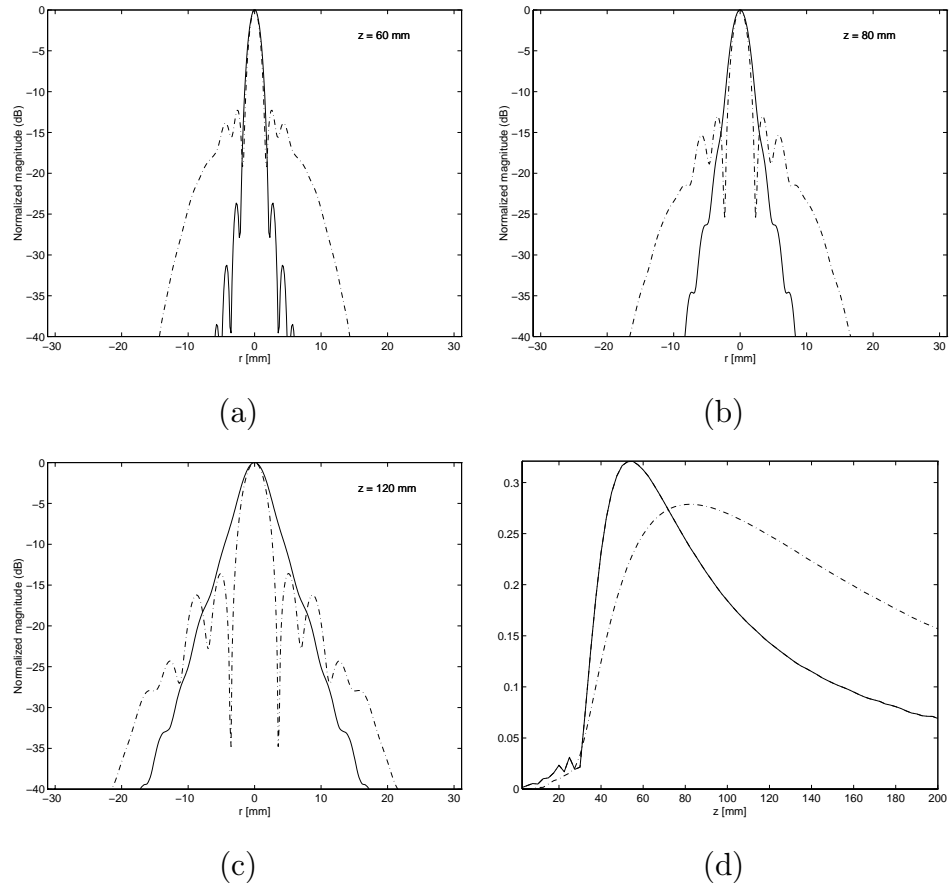 0
−5
−10
−15
−20
−25
−30
−35
−40
Normalized magnitude (dB)
z = 60 mm
−30 −20 −10 0 10 20 30
r [mm]
(a)
0
−5
−10
−15
−20
−25
−30
−35
−40
Normalized magnitude (dB)
z = 80 mm
−30 −20 −10 0 10 20 30
r [mm]
(b)
0
−5
−10
−15
−20
−25
−30
−35
−40
Normalized magnitude (dB)
z = 120 mm
−30 −20 −10 0 10 20 30
r [mm]
(c)
0.3
0.25
0.2
0.15
0.1
0.05
0
20 40 60 80 100 120 140 160 180 200
z [mm]
(d)